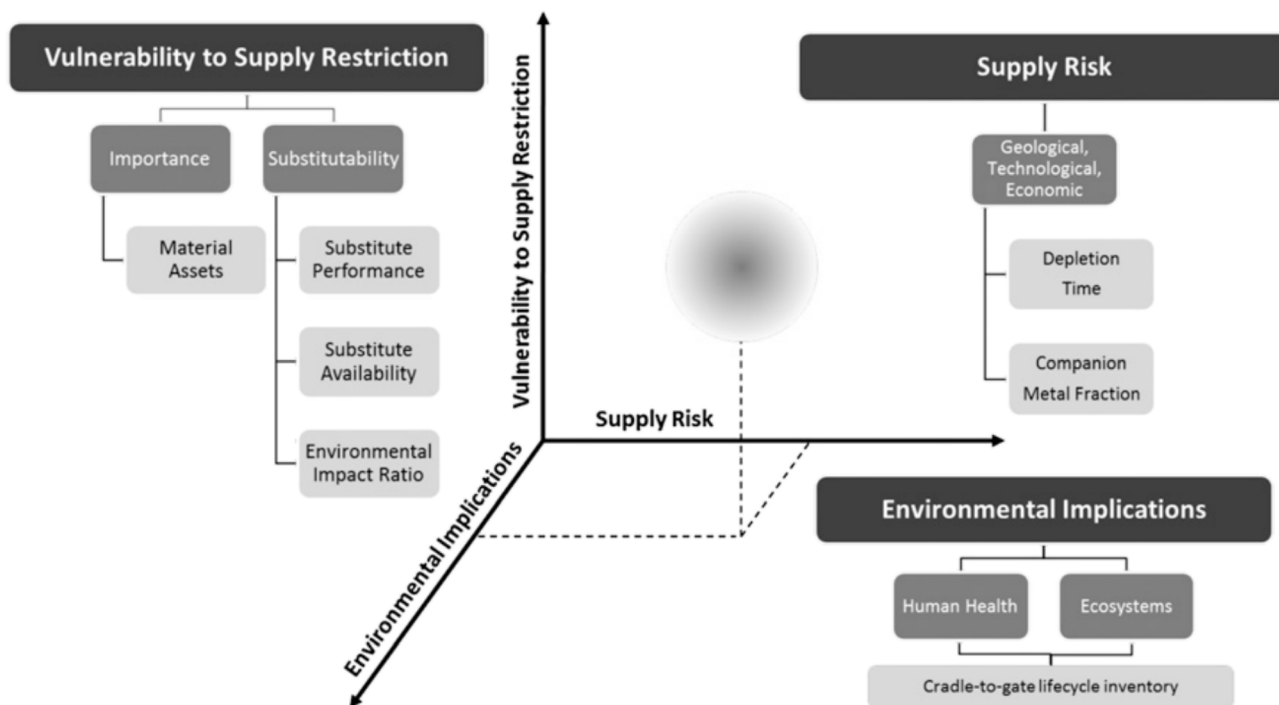 Vulnerability to Supply Restriction
Importance
Substitutability
Material
Assets
Substitute
Performance
Substitute
Availability
Environmental
Impact Ratio
Vulnerability to Supply Restriction
Supply Risk
Environmental Implications
Supply Risk
Geological,
Technological,
Economic
Depletion
Time
Companion
Metal Fraction
Environmental Implications
Human Health
Ecosystems
Cradle-to-gate lifecycle inventory